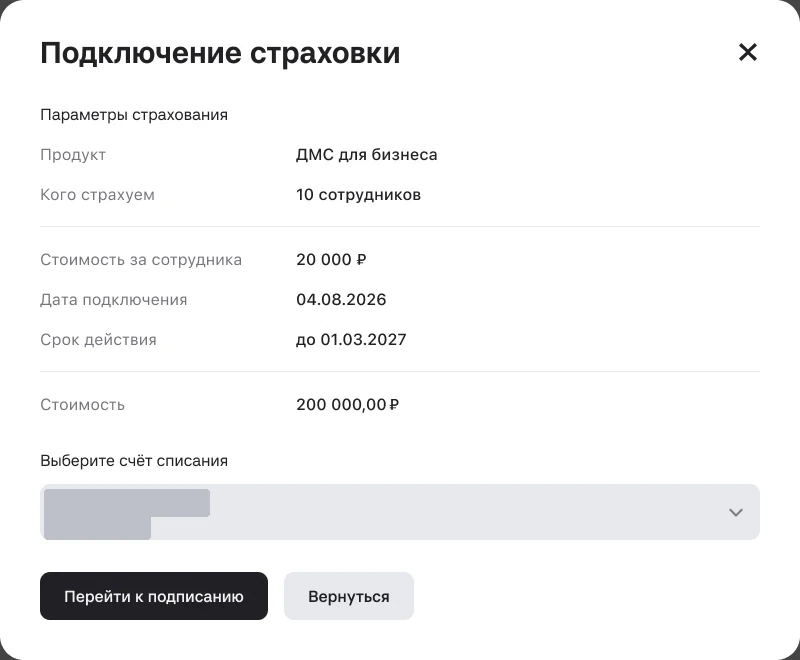 Подключение страховки
Параметры страхования
Продукт ДМС для бизнеса
Кого страхуем 10 сотрудников
Стоимость за сотрудника 20 000 ₽
Дата подключения 04.08.2026
Срок действия до 01.03.2027
Стоимость 200 000,00 ₽
Выберите счёт списания
Перейти к подписанию Вернуться